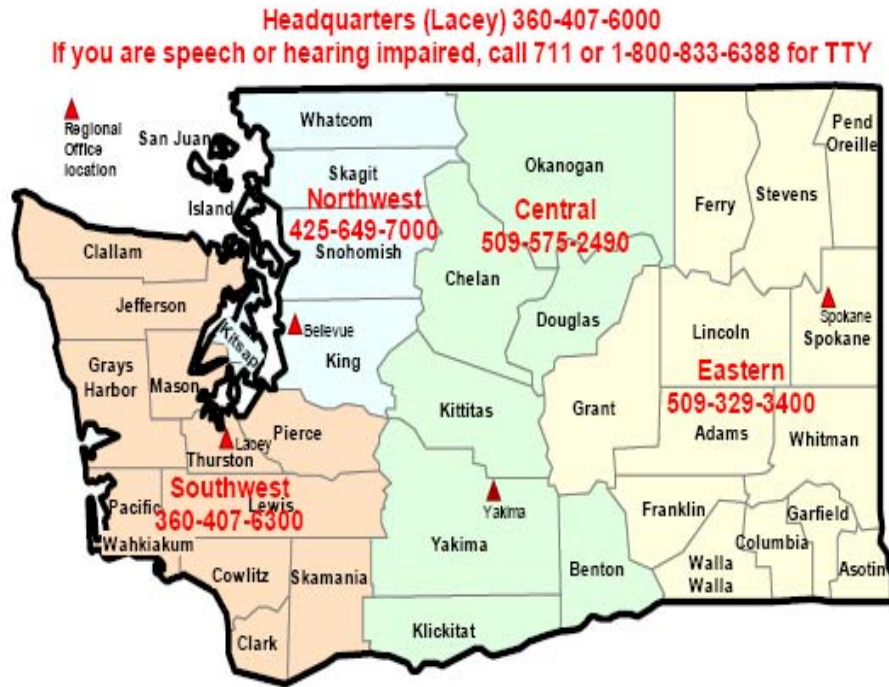 Headquarters (Lacey) 360-407-6000
If you are speech or hearing impaired, call 711 or 1-800-833-6388 for TTY
Regional
Office
location
San Juan
Island
Whatcom
Skagit
Northwest
425-649-7000
Snohomish
Bellevue
King
Kitsap
Okanogan
Central
509-575-2490
Chelan
Douglas
Kittitas
Yakima
Yakima
Benton
Klickitat
Ferry
Stevens
Pend
Oreille
Lincoln
Spokane
Spokane
Eastern
509-329-3400
Grant
Adams
Whitman
Franklin
Garfield
Columbia
Walla
Walla
Asotin
Clallam
Jefferson
Grays
Harbor
Mason
Pierce
Lacey
Thurston
Southwest
360-407-6300
Lewis
Pacific
Wahkiakum
Cowlitz
Skamania
Clark